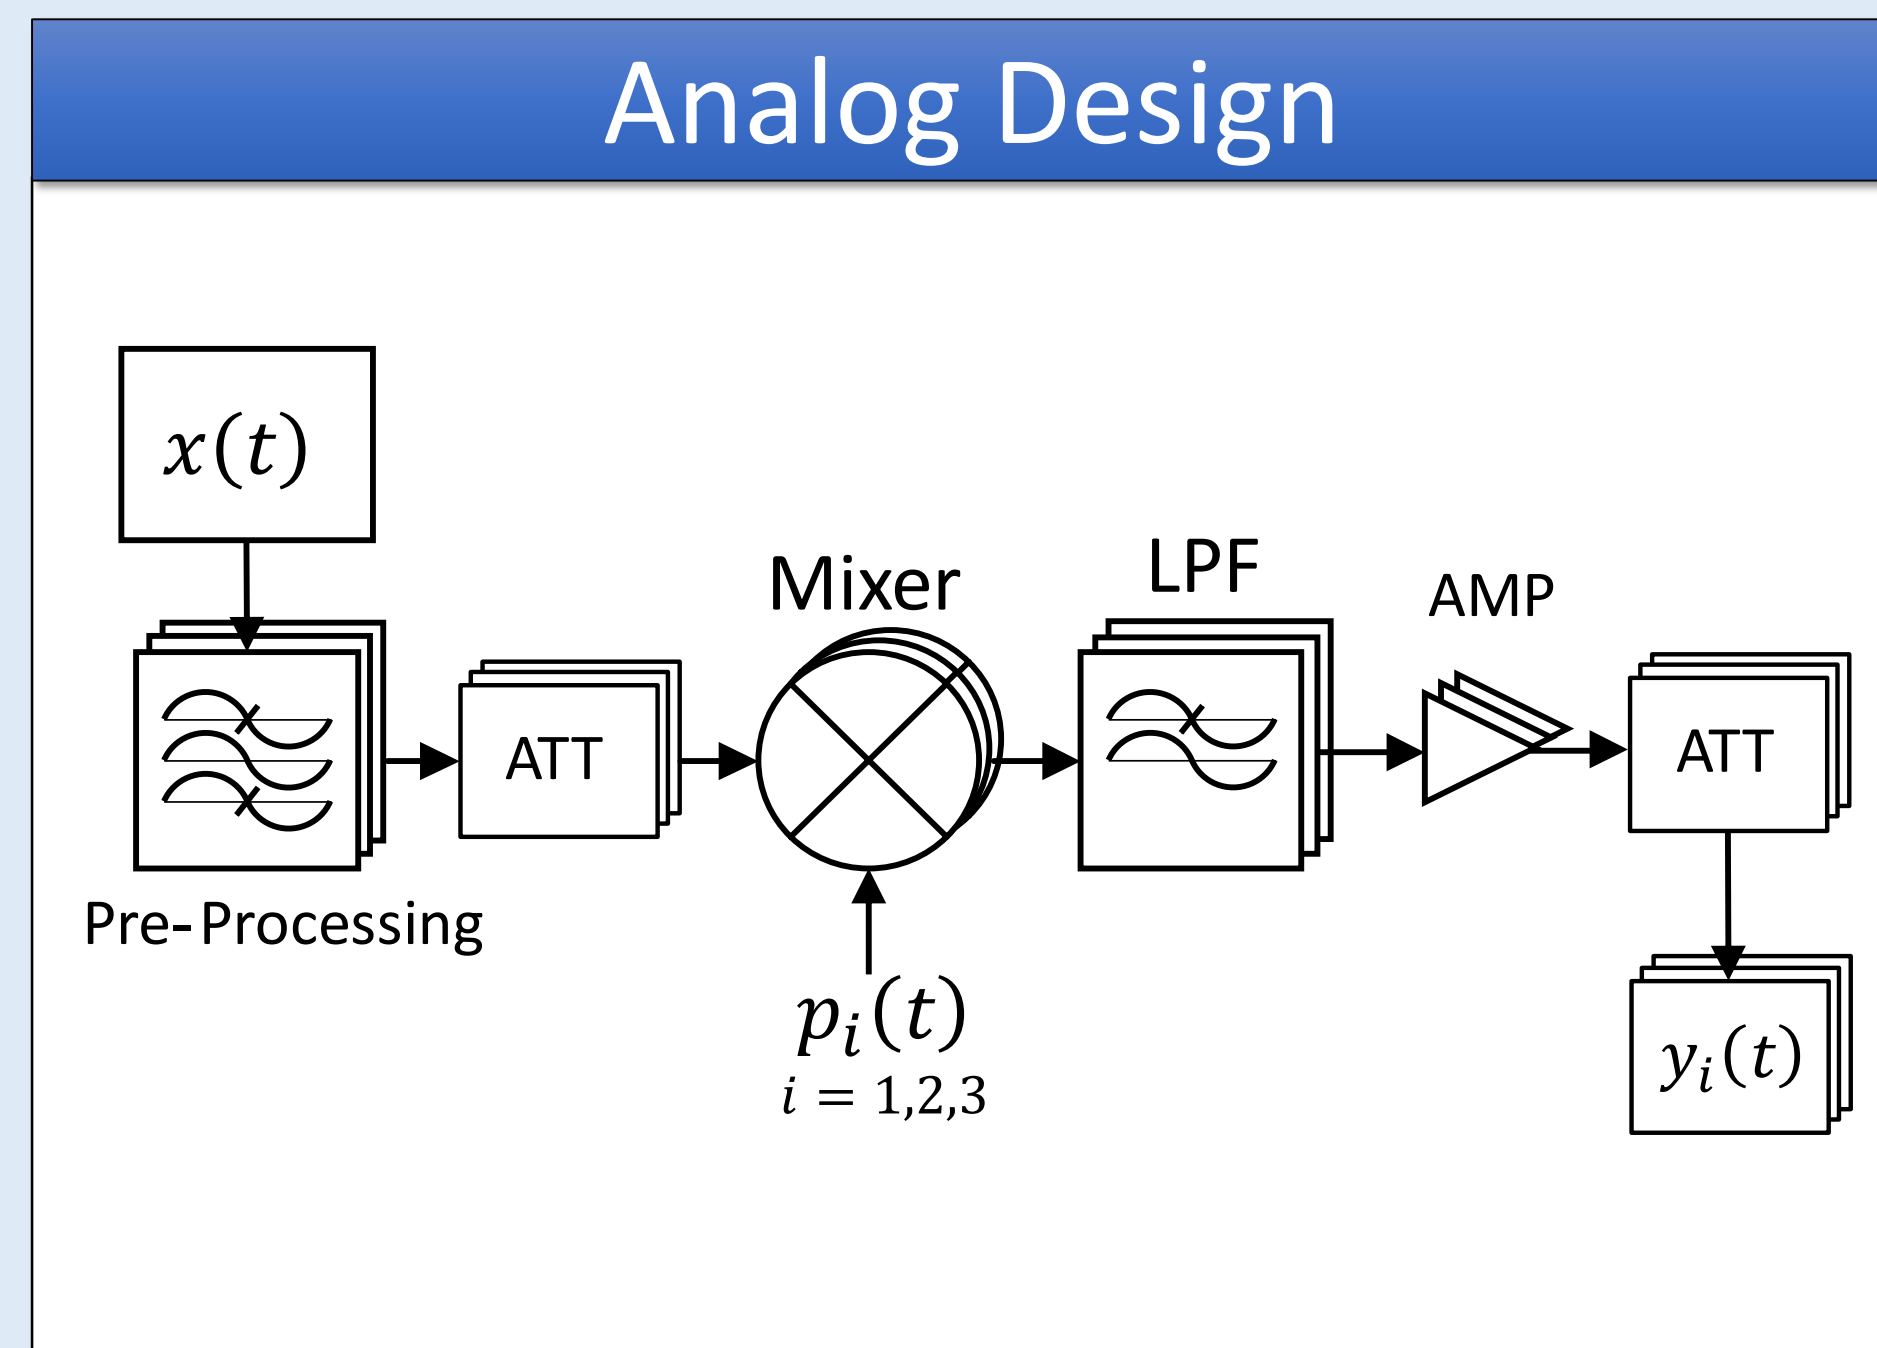 Analog Design
x(t)
Pre-Processing
ATT
Mixer
p_i(t)
i = 1,2,3
LPF
AMP
ATT
y_i(t)